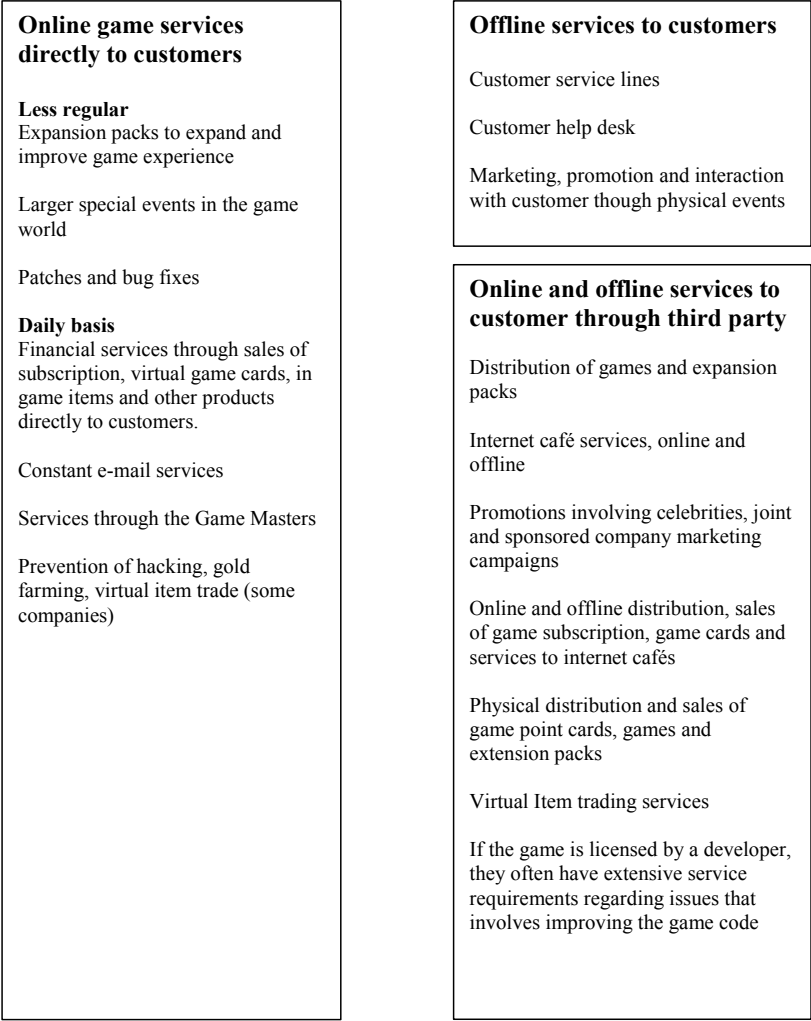 Online game services
directly to customers
Less regular
Expansion packs to expand and
improve game experience
Larger special events in the game
world
Patches and bug fixes
Daily basis
Financial services through sales of
subscription, virtual game cards, in
game items and other products
directly to customers.
Constant e-mail services
Services through the Game Masters
Prevention of hacking, gold
farming, virtual item trade (some
companies)
Offline services to customers
Customer service lines
Customer help desk
Marketing, promotion and interaction
with customer though physical events
Online and offline services to
customer through third party
Distribution of games and expansion
packs
Internet café services, online and
offline
Promotions involving celebrities, joint
and sponsored company marketing
campaigns
Online and offline distribution, sales
of game subscription, game cards and
services to internet cafés
Physical distribution and sales of
game point cards, games and
extension packs
Virtual Item trading services
If the game is licensed by a developer,
they often have extensive service
requirements regarding issues that
involves improving the game code